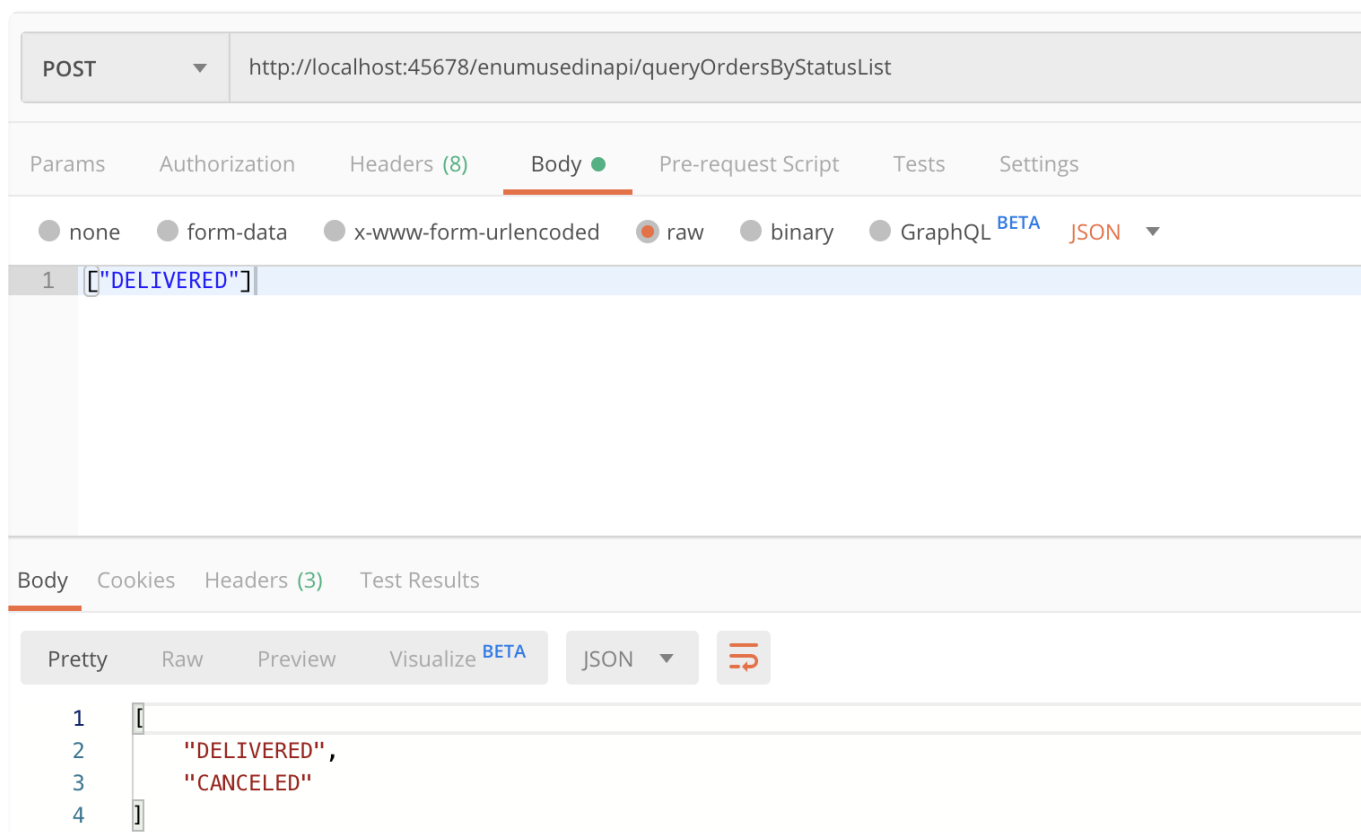 POST http://localhost:45678/enumusedinapi/queryOrdersByStatusList
Params Authorization Headers (8) Body Pre-request Script Tests Settings
none form-data x-www-form-urlencoded raw binary GraphQL BETA JSON
1 ["DELIVERED"]
Body Cookies Headers (3) Test Results
Pretty Raw Preview Visualize BETA JSON
1 [
2 "DELIVERED",
3 "CANCELED"
4 ]